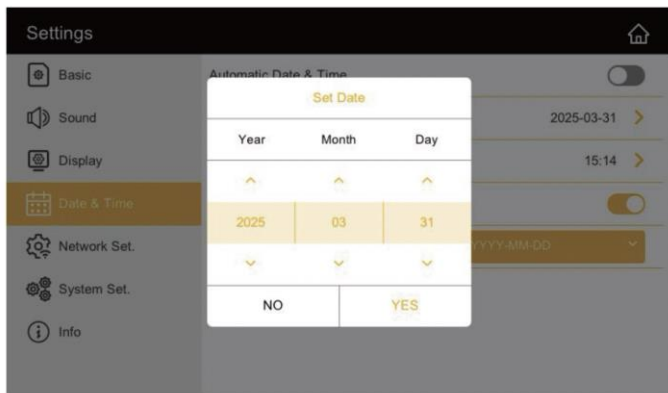 Settings
Basic
Automatic Date & Time
Sound
2025-03-31
Display
15:14
Date & Time
Network Set.
YYYY-MM-DD
System Set.
Info
Set Date
Year Month Day
2025 03 31
NO YES